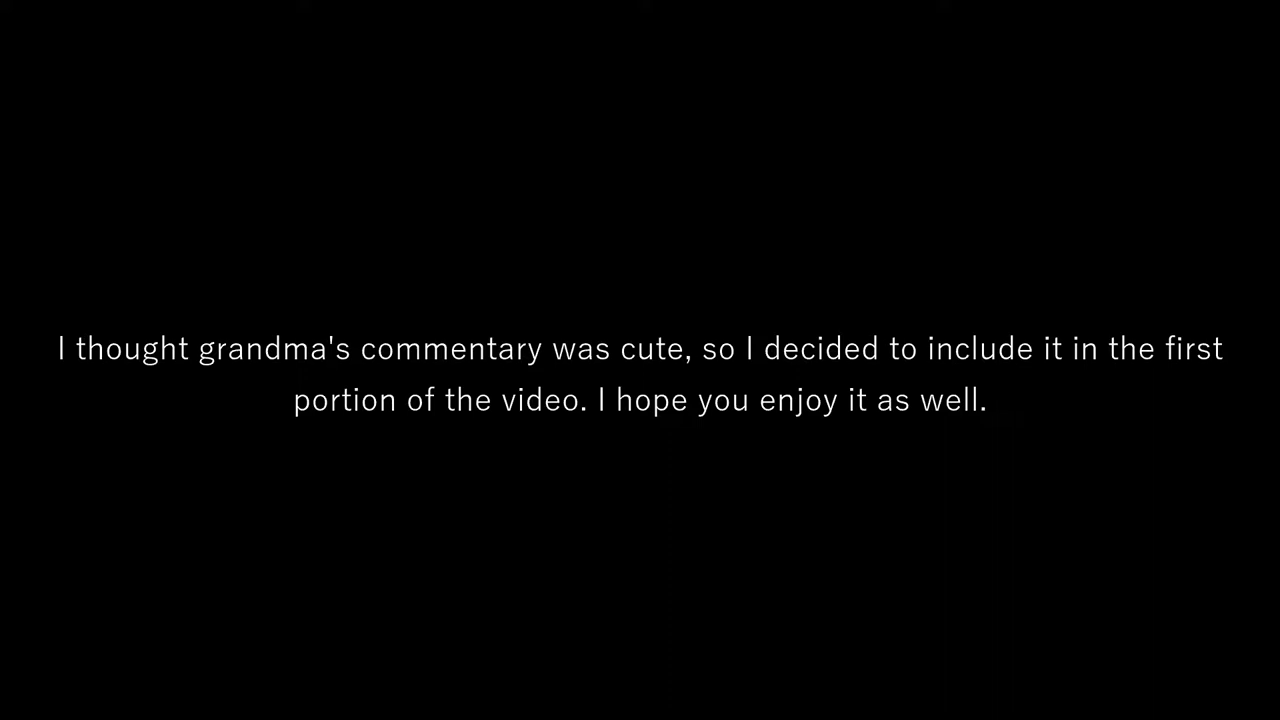 I thought grandma's commentary was cute, so I decided to include it in the first
portion of the video. I hope you enjoy it as well.